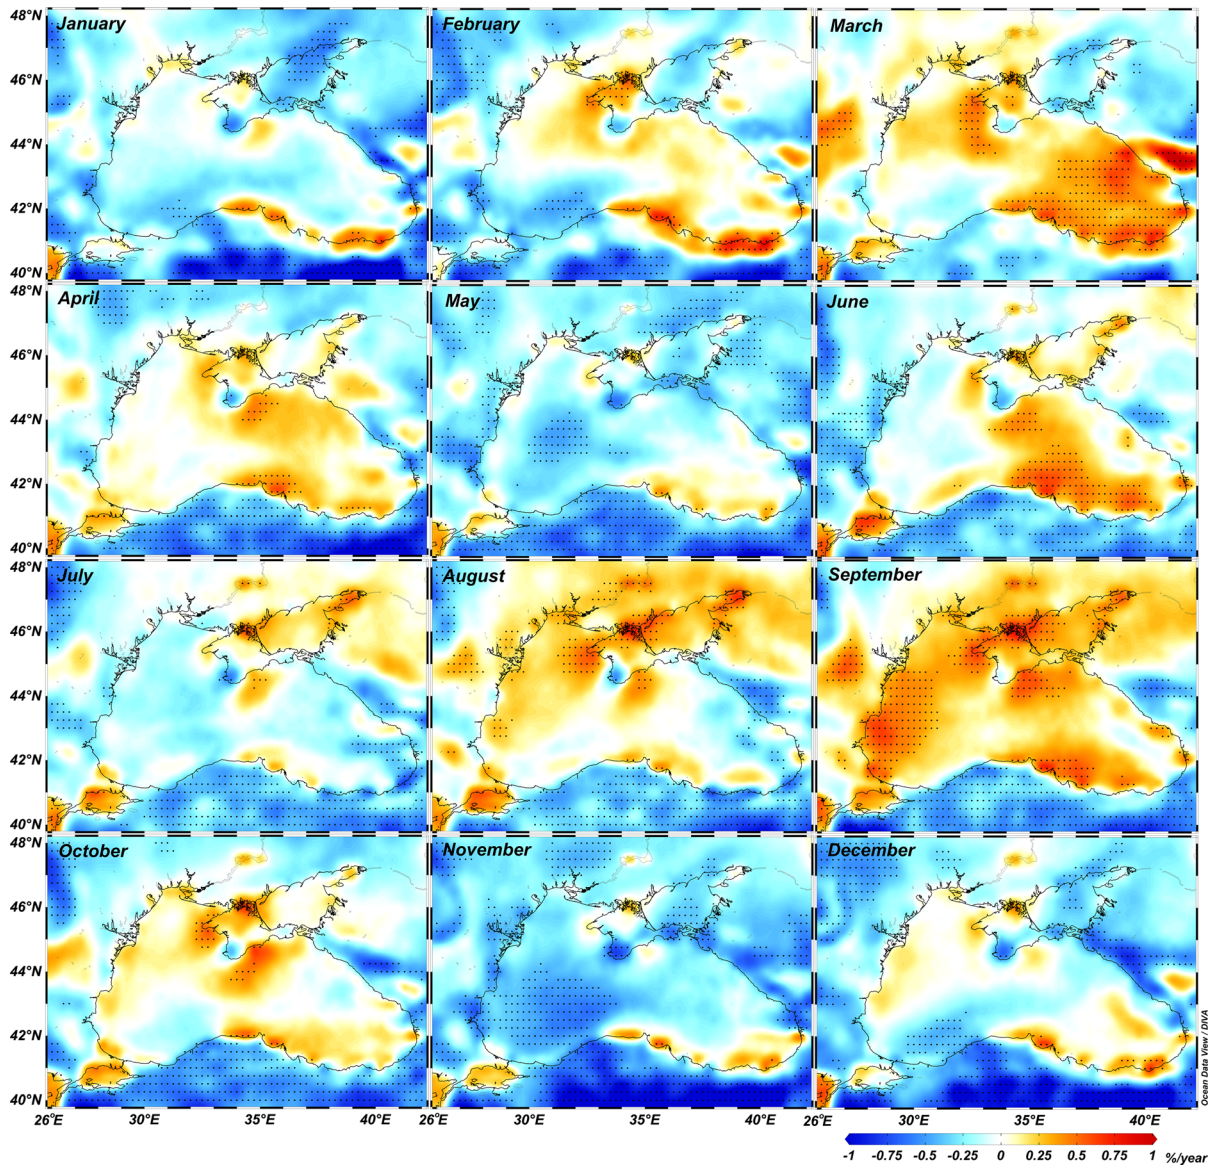 January
February
March
48°N
46°N
44°N
42°N
40°N
April
May
June
48°N
46°N
44°N
42°N
40°N
July
August
September
48°N
46°N
44°N
42°N
40°N
October
November
December
48°N
46°N
44°N
42°N
40°N
26°E 30°E 35°E 40°E 26°E 30°E 35°E 40°E 26°E 30°E 35°E 40°E
Ocean Data View / DIVA
-1 -0.75 -0.5 -0.25 0 0.25 0.5 0.75 1 %/year